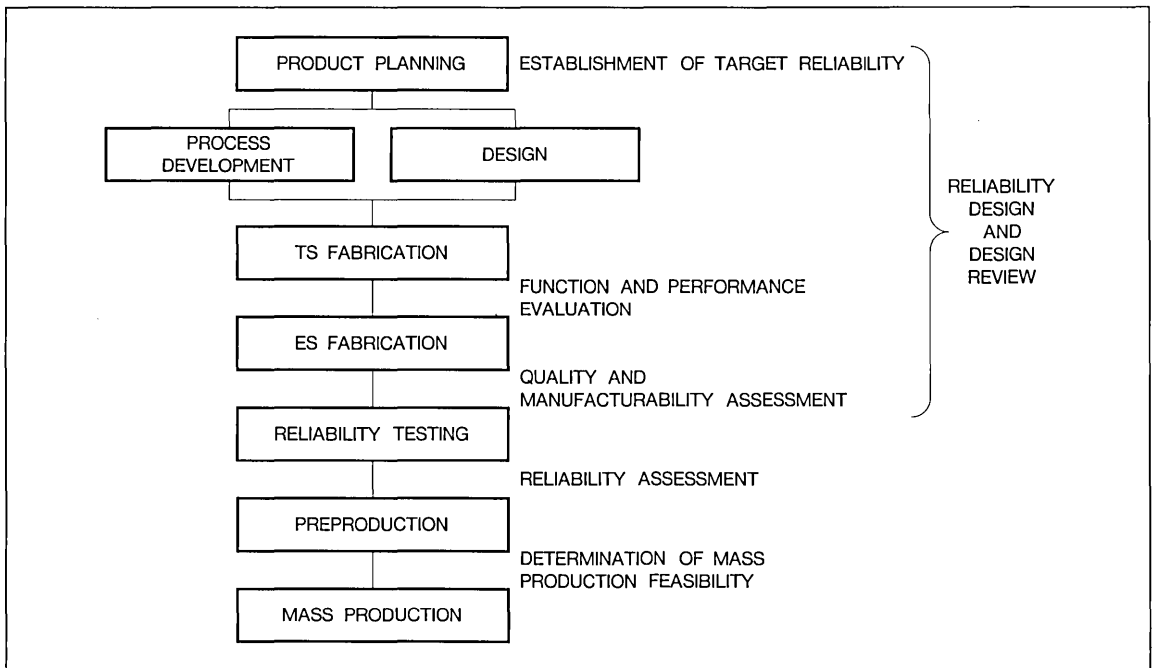 PRODUCT PLANNING
ESTABLISHMENT OF TARGET RELIABILITY
PROCESS
DEVELOPMENT
DESIGN
TS FABRICATION
FUNCTION AND PERFORMANCE
EVALUATION
ES FABRICATION
QUALITY AND
MANUFACTURABILITY ASSESSMENT
RELIABILITY TESTING
RELIABILITY ASSESSMENT
PREPRODUCTION
DETERMINATION OF MASS
PRODUCTION FEASIBILITY
MASS PRODUCTION
RELIABILITY
DESIGN
AND
DESIGN
REVIEW